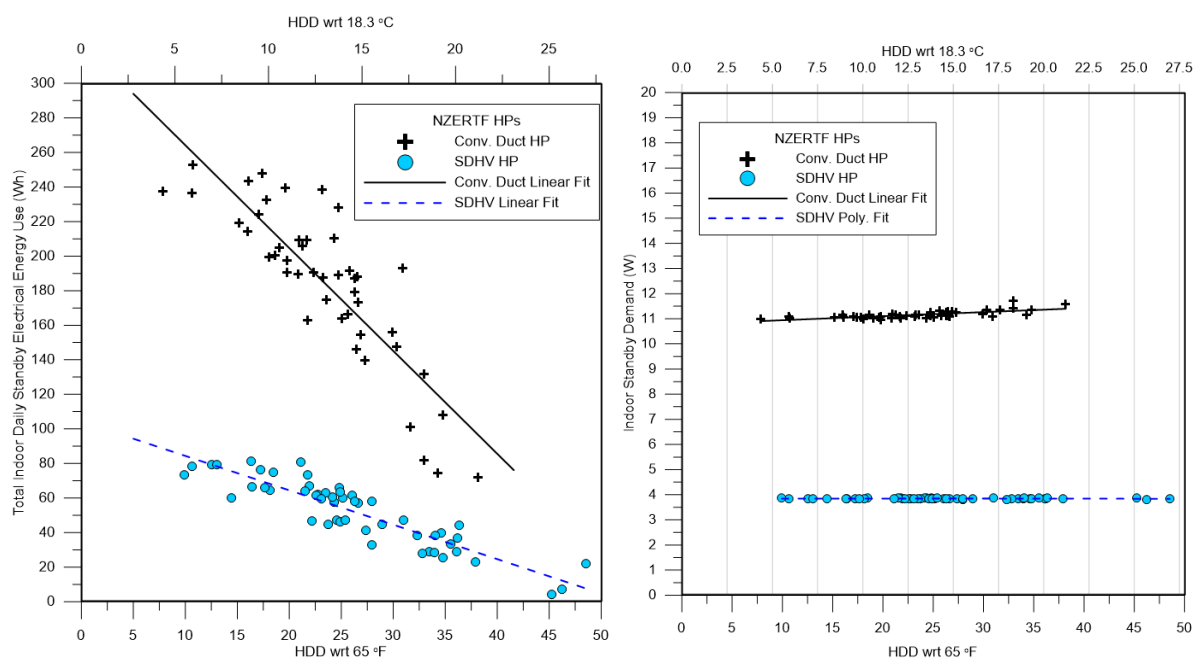 HDD wrt 18.3 °C
0 5 10 15 20 25
300
280
260
240
220
200
180
160
140
120
100
80
60
40
20
0
Total Indoor Daily Standby Electrical Energy Use (Wh)
NZERTF HPs
Conv. Duct HP
SDHV HP
Conv. Duct Linear Fit
SDHV Linear Fit
0 5 10 15 20 25 30 35 40 45 50
HDD wrt 65 °F
HDD wrt 18.3 °C
0.0 2.5 5.0 7.5 10.0 12.5 15.0 17.5 20.0 22.5 25.0 27.5
20
19
18
17
16
15
14
13
12
11
10
9
8
7
6
5
4
3
2
1
0
Indoor Standby Demand (W)
NZERTF HPs
Conv. Duct HP
SDHV HP
Conv. Duct Linear Fit
SDHV Poly. Fit
0 5 10 15 20 25 30 35 40 45 50
HDD wrt 65 °F